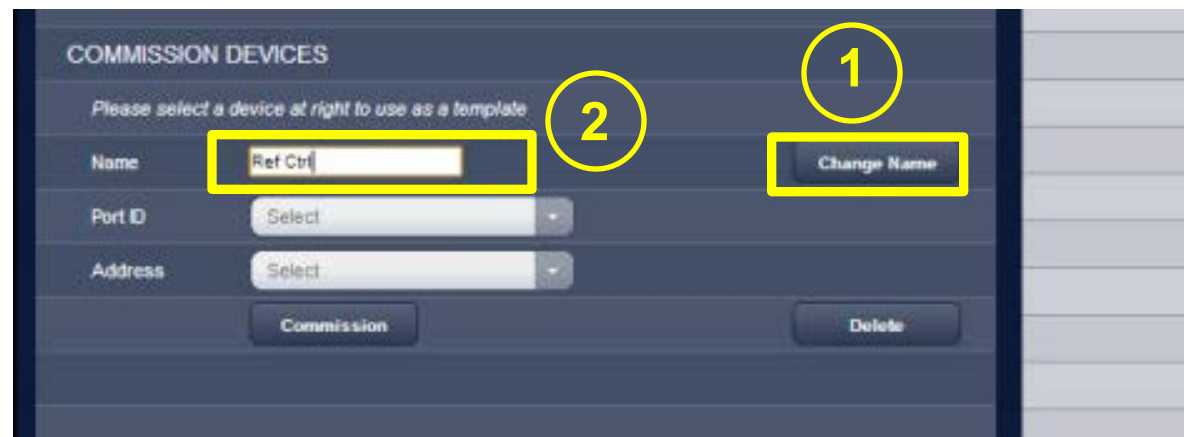 COMMISSION DEVICES
1
Please select a device at right to use as a template
2
Name Ref Ctrl Change Name
Port ID Select
Address Select
Commission Delete